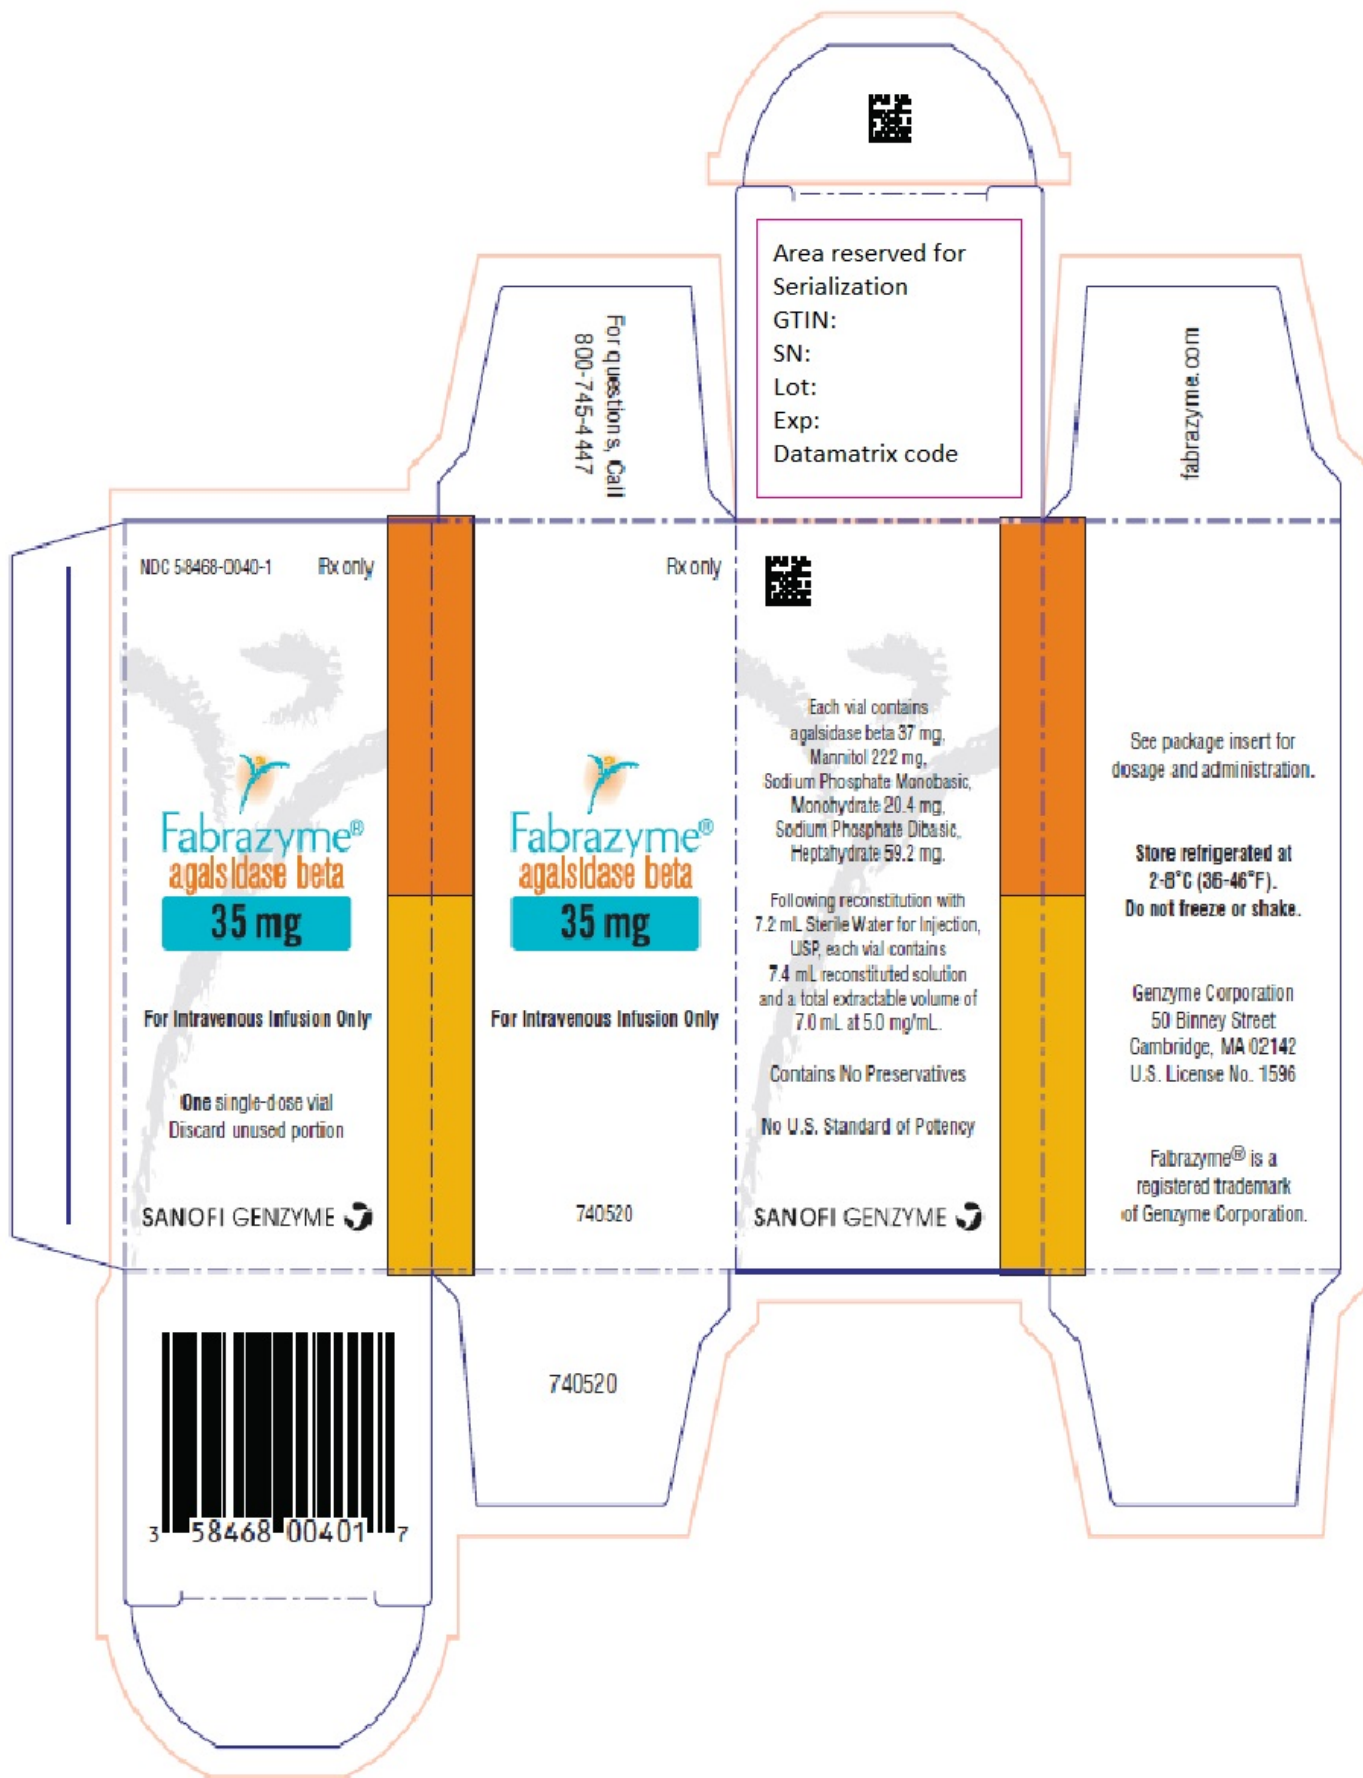 Area reserved for
Serialization
GTIN:
SN:
Lot:
Exp:
Datamatrix code
For questions, Call
800-745-4447
fabrazyme.com
NDC 58468-0040-1 Rx only
Fabrazyme®
agalsidase beta
35 mg
For Intravenous Infusion Only
One single-dose vial
Discard unused portion
SANOFI GENZYME
Rx only
Fabrazyme®
agalsidase beta
35 mg
For Intravenous Infusion Only
740520
Each vial contains
agalsidase beta 37 mg,
Mannitol 222 mg,
Sodium Phosphate Monobasic,
Monohydrate 20.4 mg,
Sodium Phosphate Dibasic,
Heptahydrate 59.2 mg.
Following reconstitution with
7.2 mL Sterile Water for Injection,
USP, each vial contains
7.4 mL reconstituted solution
and a total extractable volume of
7.0 mL at 5.0 mg/mL.
Contains No Preservatives
No U.S. Standard of Potency
SANOFI GENZYME
See package insert for
dosage and administration.
Store refrigerated at
2-8°C (36-46°F).
Do not freeze or shake.
Genzyme Corporation
50 Binney Street
Cambridge, MA 02142
U.S. License No. 1596
Fabrazyme® is a
registered trademark
of Genzyme Corporation.
3 58468 00401 7
740520